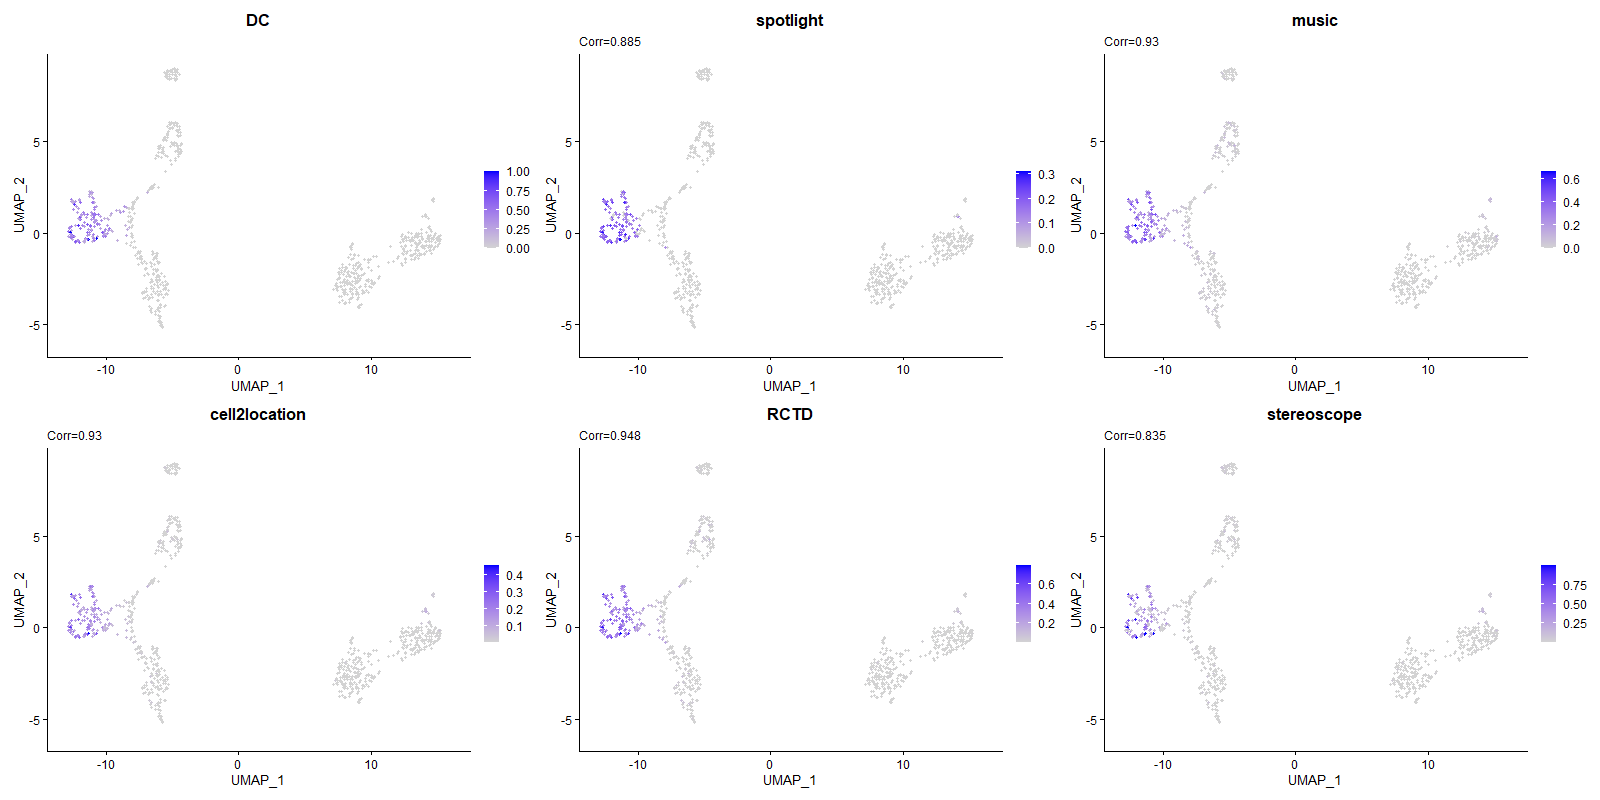 DC
5
0
-5
UMAP_2
-10
0
10
UMAP_1
1.00
0.75
0.50
0.25
0.00
spotlight
Corr=0.885
5
0
-5
UMAP_2
-10
0
10
UMAP_1
0.3
0.2
0.1
0.0
music
Corr=0.93
5
0
-5
UMAP_2
-10
0
10
UMAP_1
0.6
0.4
0.2
0.0
cell2location
Corr=0.93
5
0
-5
UMAP_2
-10
0
10
UMAP_1
0.4
0.3
0.2
0.1
RCTD
Corr=0.948
5
0
-5
UMAP_2
-10
0
10
UMAP_1
0.6
0.4
0.2
stereoscope
Corr=0.835
5
0
-5
UMAP_2
-10
0
10
UMAP_1
0.75
0.50
0.25